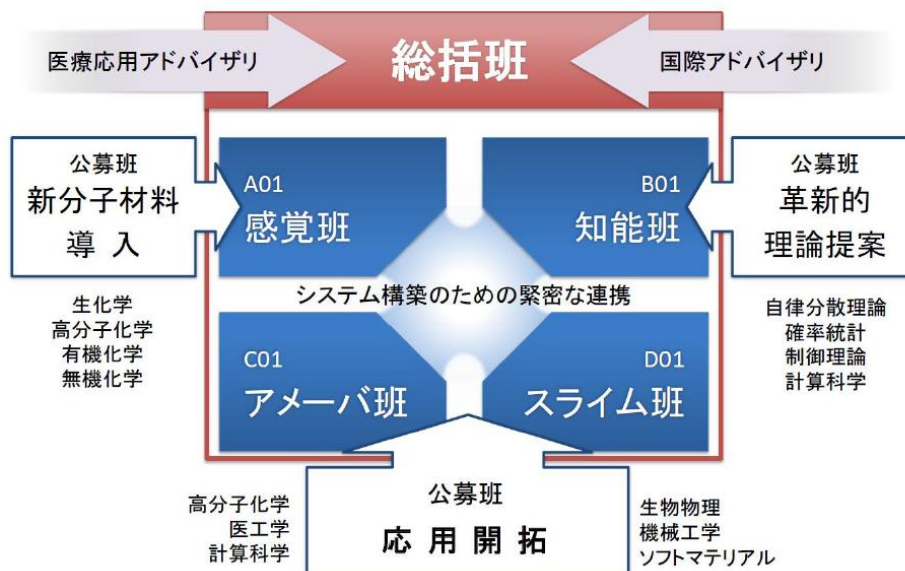 医療応用アドバイザリ
総括班
国際アドバイザリ
公募班
新分子材料
導 入
A01
感覚班
B01
知能班
公募班
革新的
理論提案
システム構築のための緊密な連携
生化学
高分子化学
有機化学
無機化学
自律分散理論
確率統計
制御理論
計算科学
C01
アメーバ班
D01
スライム班
高分子化学
医工学
計算科学
公募班
応 用 開 拓
生物物理
機械工学
ソフトマテリアル